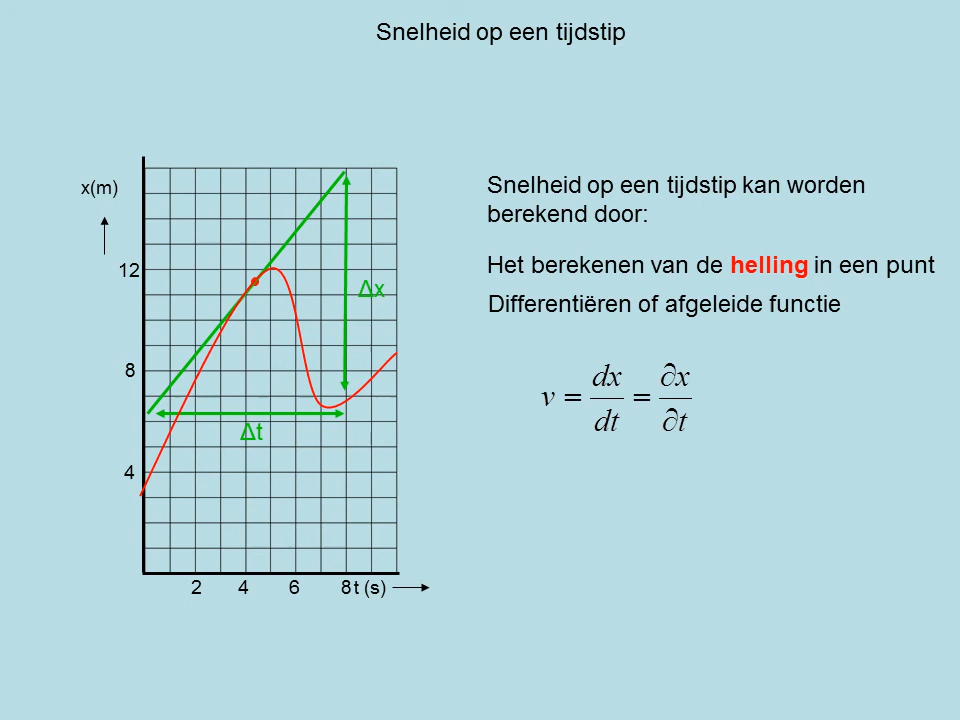 Snelheid op een tijdstip
x(m)
12
8
4
Δx
Δt
2 4 6 8 t (s)
Snelheid op een tijdstip kan worden
berekend door:
Het berekenen van de helling in een punt
Differentiëren of afgeleide functie
v = dx/dt = ∂x/∂t